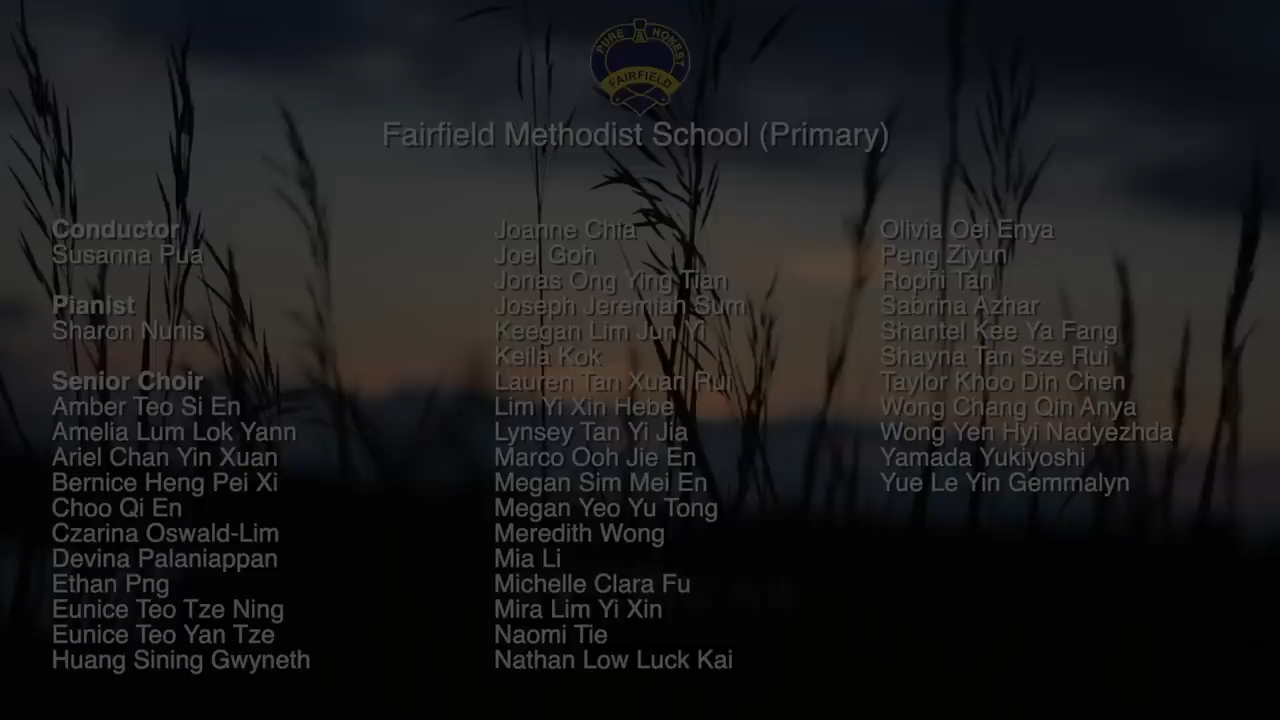 PURE & HONEST
FAIRFIELD
Fairfield Methodist School (Primary)
Conductor
Susanna Pua
Pianist
Sharon Nunis
Senior Choir
Amber Teo Si En
Amelia Lum Lok Yann
Ariel Chan Yin Xuan
Bernice Heng Pei Xi
Choo Qi En
Czarina Oswald-Lim
Devina Palaniappan
Ethan Png
Eunice Teo Tze Ning
Eunice Teo Yan Tze
Huang Sining Gwyneth
Joanne Chia
Joel Goh
Jonas Ong Ying Tian
Joseph Jeremiah Sum
Keegan Lim Jun Yi
Keila Kok
Lauren Tan Xuan Rui
Lim Yi Xin Hebe
Lynsey Tan Yi Jia
Marco Ooh Jie En
Megan Sim Mei En
Megan Yeo Yu Tong
Meredith Wong
Mia Li
Michelle Clara Fu
Mira Lim Yi Xin
Naomi Tie
Nathan Low Luck Kai
Olivia Oei Enya
Peng Ziyun
Rophi Tan
Sabrina Azhar
Shantel Kee Ya Fang
Shayna Tan Sze Rui
Taylor Khoo Din Chen
Wong Chang Qin Anya
Wong Yen Hyi Nadyezhda
Yamada Yukiyoshi
Yue Le Yin Gemmalyn